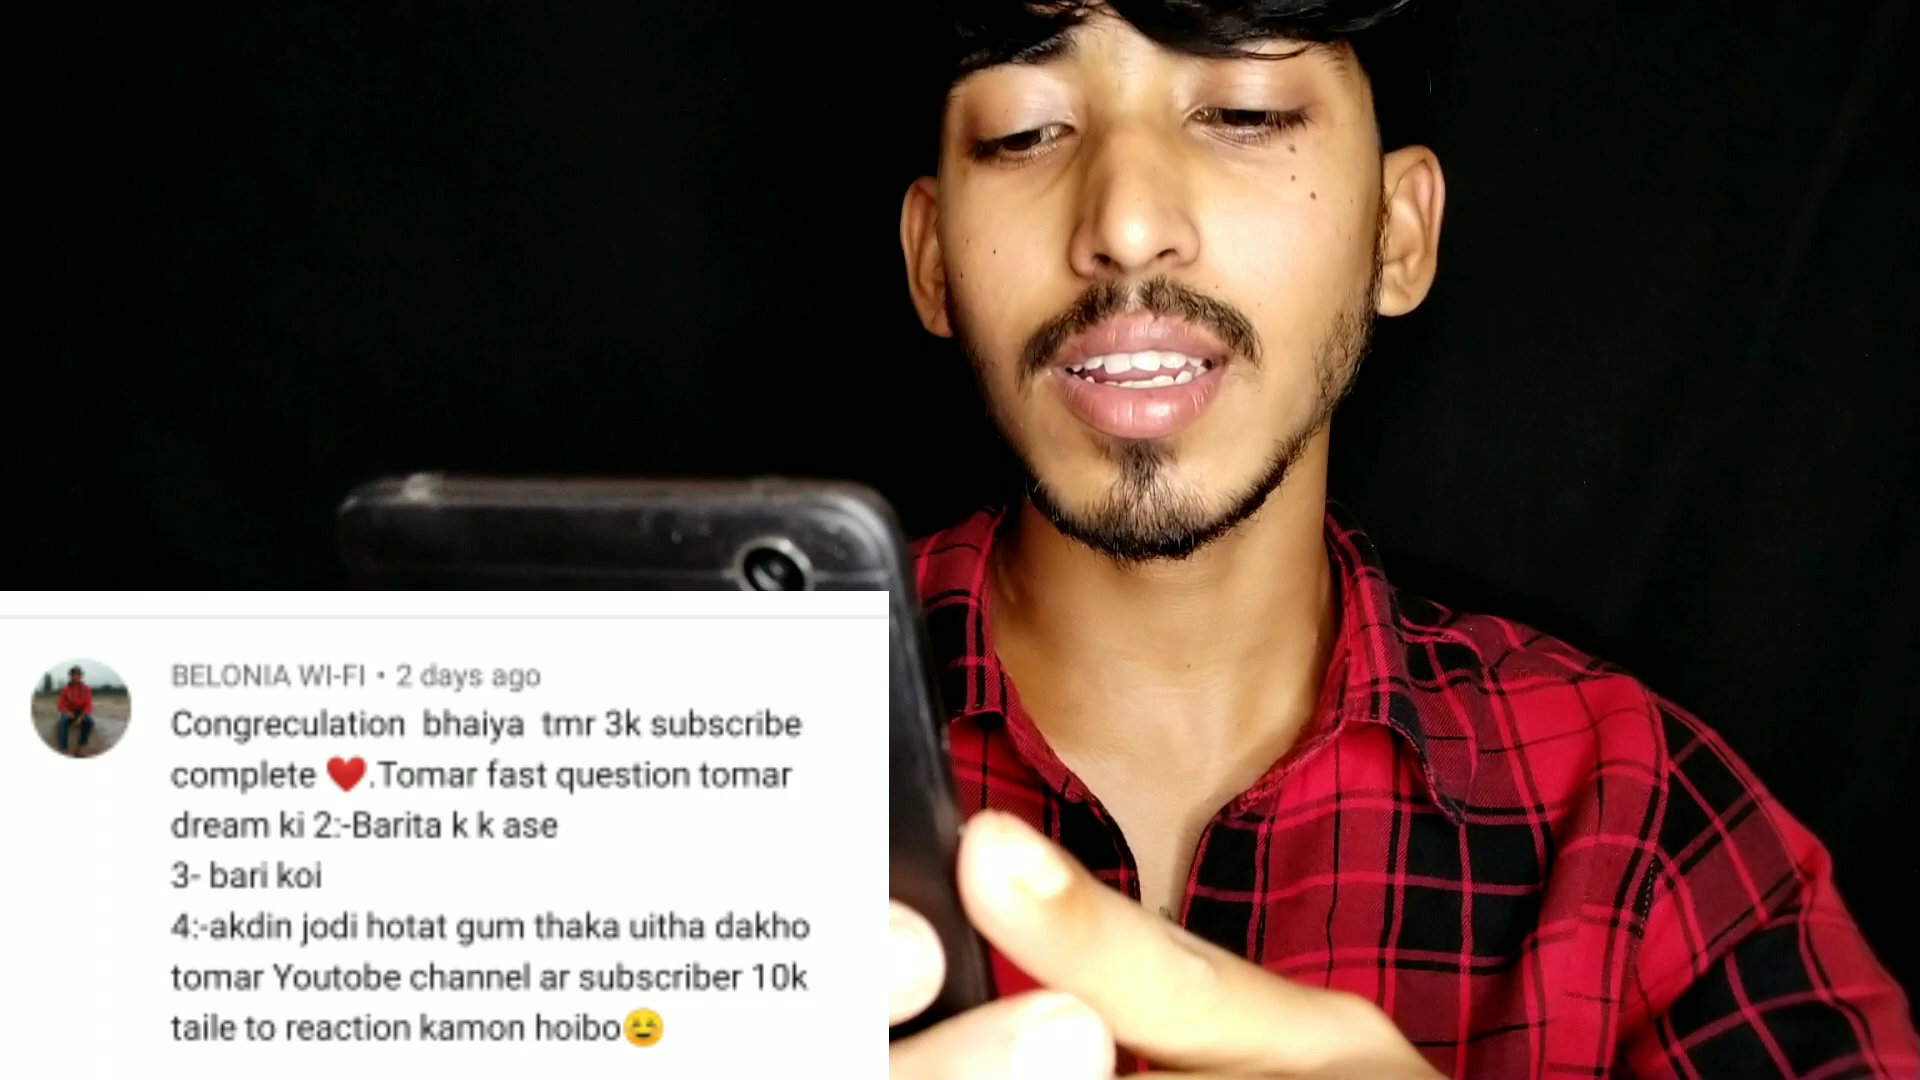 BELONIA WI-FI • 2 days ago
Congreculation bhaiya tmr 3k subscribe
complete ❤️.Tomar fast question tomar
dream ki 2:-Barita k k ase
3- bari koi
4:-akdin jodi hotat gum thaka uitha dakho
tomar Youtobe channel ar subscriber 10k
taile to reaction kamon hoibo🙂